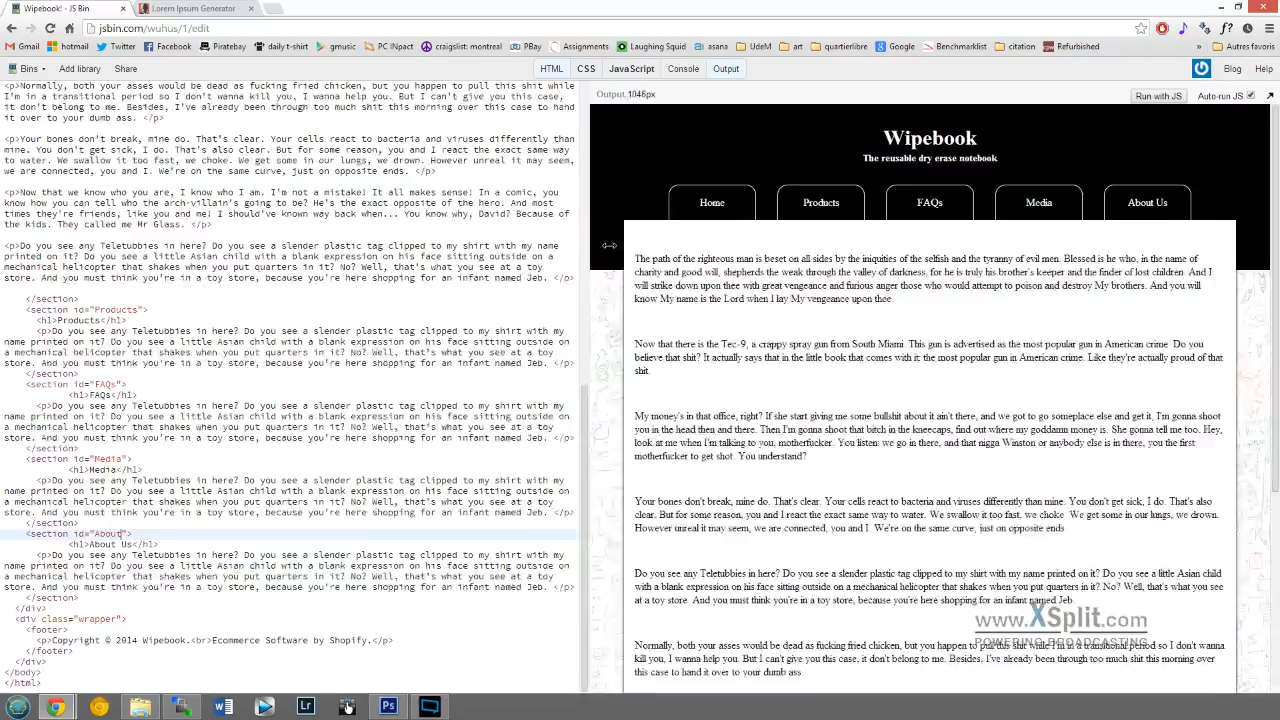 Wipebook! - JS Bin
Lorem Ipsum Generator -
jsbin.com/wuhus/1/edit
Gmail hotmail Twitter Facebook Piratebay daily t-shirt gmusic PC INpact craigslist: montreal PBay Assignments Laughing Squid asana UdeM art quartierlibre Google Benchmarklist citation Refurbished » Autres favoris
Bins Add library Share HTML CSS JavaScript Console Output Blog Help
<p>Normally, both your asses would be dead as fucking fried chicken, but you happen to pull this shit while
I'm in a transitional period so I don't wanna kill you, I wanna help you. But I can't give you this case,
it don't belong to me. Besides, I've already been through too much shit this morning over this case to hand
it over to your dumb ass. </p>
<p>Your bones don't break, mine do. That's clear. Your cells react to bacteria and viruses differently than
mine. You don't get sick, I do. That's also clear. But for some reason, you and I react the exact same way
to water. We swallow it too fast, we choke. We get some in our lungs, we drown. However unreal it may seem,
we are connected, you and I. We're on the same curve, just on opposite ends. </p>
<p>Now that we know who you are, I know who I am. I'm not a mistake! It all makes sense! In a comic, you
know how you can tell who the arch-villain's going to be? He's the exact opposite of the hero. And most
times they're friends, like you and me! I should've known way back when... You know why, David? Because of
the kids. They called me Mr Glass. </p>
<p>Do you see any Teletubbies in here? Do you see a slender plastic tag clipped to my shirt with my name
printed on it? Do you see a little Asian child with a blank expression on his face sitting outside on a
mechanical helicopter that shakes when you put quarters in it? No? Well, that's what you see at a toy
store. And you must think you're in a toy store, because you're here shopping for an infant named Jeb. </p>
</section>
<section id="Products">
<h1>Products</h1>
<p>Do you see any Teletubbies in here? Do you see a slender plastic tag clipped to my shirt with my
name printed on it? Do you see a little Asian child with a blank expression on his face sitting outside on
a mechanical helicopter that shakes when you put quarters in it? No? Well, that's what you see at a toy
store. And you must think you're in a toy store, because you're here shopping for an infant named Jeb. </p>
</section>
<section id="FAQs">
<h1>FAQs</h1>
<p>Do you see any Teletubbies in here? Do you see a slender plastic tag clipped to my shirt with my
name printed on it? Do you see a little Asian child with a blank expression on his face sitting outside on
a mechanical helicopter that shakes when you put quarters in it? No? Well, that's what you see at a toy
store. And you must think you're in a toy store, because you're here shopping for an infant named Jeb. </p>
</section>
<section id="Media">
<h1>Media</h1>
<p>Do you see any Teletubbies in here? Do you see a slender plastic tag clipped to my shirt with my
name printed on it? Do you see a little Asian child with a blank expression on his face sitting outside on
a mechanical helicopter that shakes when you put quarters in it? No? Well, that's what you see at a toy
store. And you must think you're in a toy store, because you're here shopping for an infant named Jeb. </p>
</section>
<section id="About">
<h1>About Us</h1>
<p>Do you see any Teletubbies in here? Do you see a slender plastic tag clipped to my shirt with my
name printed on it? Do you see a little Asian child with a blank expression on his face sitting outside on
a mechanical helicopter that shakes when you put quarters in it? No? Well, that's what you see at a toy
store. And you must think you're in a toy store, because you're here shopping for an infant named Jeb. </p>
</section>
</div>
<div class="wrapper">
<footer>
<p>Copyright © 2014 Wipebook.<br>Ecommerce Software by Shopify.</p>
</footer>
</div>
</body>
</html>
Output 1046px Run with JS Auto-run JS
Wipebook
The reusable dry erase notebook
Home Products FAQs Media About Us
The path of the righteous man is beset on all sides by the iniquities of the selfish and the tyranny of evil men. Blessed is he who, in the name of
charity and good will, shepherds the weak through the valley of darkness, for he is truly his brother's keeper and the finder of lost children. And I
will strike down upon thee with great vengeance and furious anger those who would attempt to poison and destroy My brothers. And you will
know My name is the Lord when I lay My vengeance upon thee.
Now that there is the Tec-9, a crappy spray gun from South Miami. This gun is advertised as the most popular gun in American crime. Do you
believe that shit? It actually says that in the little book that comes with it: the most popular gun in American crime. Like they're actually proud of that
shit.
My money's in that office, right? If she start giving me some bullshit about it ain't there, and we got to go someplace else and get it, I'm gonna shoot
you in the head then and there. Then I'm gonna shoot that bitch in the kneecaps, find out where my goddamn money is. She gonna tell me too. Hey,
look at me when I'm talking to you, motherfucker. You listen: we go in there, and that nigga Winston or anybody else is in there, you the first
motherfucker to get shot. You understand?
Your bones don't break, mine do. That's clear. Your cells react to bacteria and viruses differently than mine. You don't get sick, I do. That's also
clear. But for some reason, you and I react the exact same way to water. We swallow it too fast, we choke. We get some in our lungs, we drown.
However unreal it may seem, we are connected, you and I. We're on the same curve, just on opposite ends
Do you see any Teletubbies in here? Do you see a slender plastic tag clipped to my shirt with my name printed on it? Do you see a little Asian child
with a blank expression on his face sitting outside on a mechanical helicopter that shakes when you put quarters in it? No? Well, that's what you see
at a toy store. And you must think you're in a toy store, because you're here shopping for an infant named Jeb.
www.XSplit.com
POWERING BROADCASTING
Normally, both your asses would be dead as fucking fried chicken, but you happen to pull this shit while I'm in a transitional period so I don't wanna
kill you, I wanna help you. But I can't give you this case, it don't belong to me. Besides, I've already been through too much shit this morning over
this case to hand it over to your dumb ass.